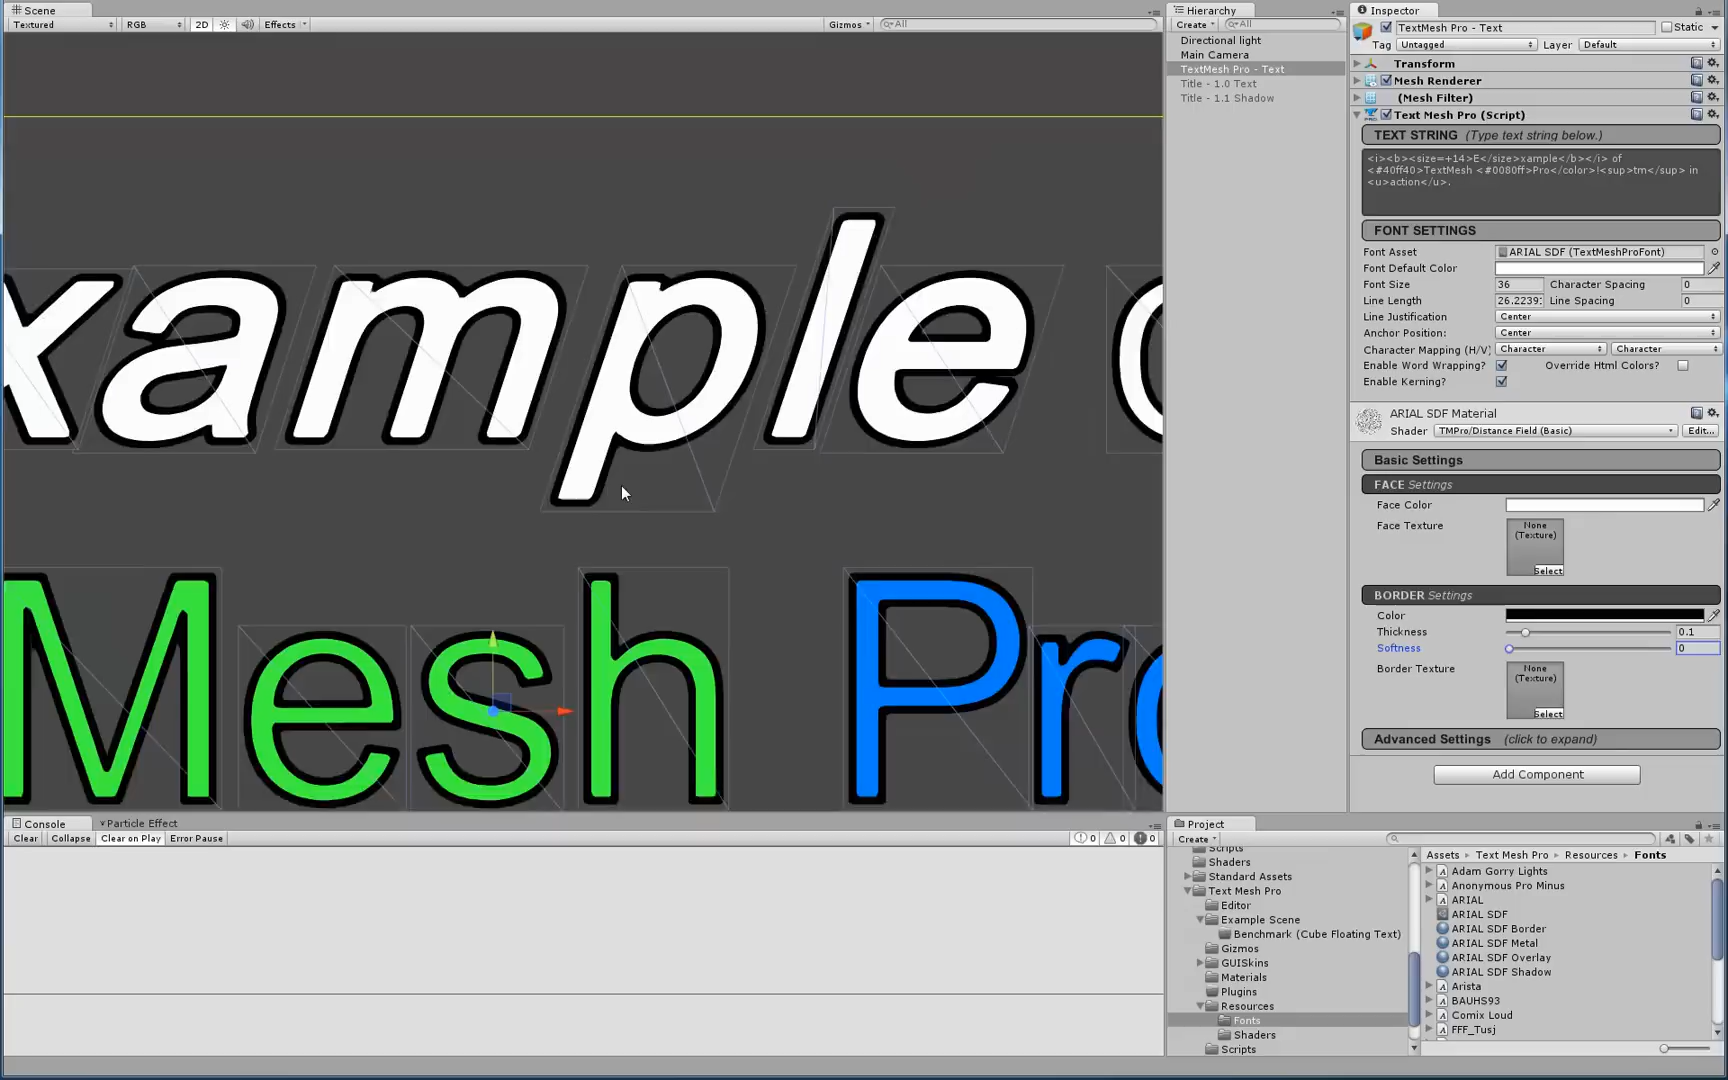 Scene
Textured
RGB
2D
Effects
Gizmos
All
xample o
Mesh Pro
Hierarchy
Create
All
Directional light
Main Camera
TextMesh Pro - Text
Title - 1.0 Text
Title - 1.1 Shadow
Inspector
TextMesh Pro - Text
Static
Tag
Untagged
Layer
Default
Transform
Mesh Renderer
(Mesh Filter)
Text Mesh Pro (Script)
TEXT STRING (Type text string below.)
<i><b><size=+14>E</size>xample</b></i> of
<#40ff40>TextMesh <#0080ff>Pro</color>!<sup>tm</sup> in
<u>action</u>.
FONT SETTINGS
Font Asset
ARIAL SDF (TextMeshProFont)
Font Default Color
Font Size
36
Character Spacing
0
Line Length
26.2239
Line Spacing
0
Line Justification
Center
Anchor Position:
Center
Character Mapping (H/V)
Character
Character
Enable Word Wrapping?
Override Html Colors?
Enable Kerning?
ARIAL SDF Material
Shader
TMPro/Distance Field (Basic)
Edit...
Basic Settings
FACE Settings
Face Color
Face Texture
None
(Texture)
Select
BORDER Settings
Color
Thickness
0.1
Softness
0
Border Texture
None
(Texture)
Select
Advanced Settings (click to expand)
Add Component
Console
Particle Effect
Clear
Collapse
Clear on Play
Error Pause
0
0
0
Project
Create
Scripts
Shaders
Standard Assets
Text Mesh Pro
Editor
Example Scene
Benchmark (Cube Floating Text)
Gizmos
GUISkins
Materials
Plugins
Resources
Fonts
Shaders
Scripts
Assets
Text Mesh Pro
Resources
Fonts
Adam Gorry Lights
Anonymous Pro Minus
ARIAL
ARIAL SDF
ARIAL SDF Border
ARIAL SDF Metal
ARIAL SDF Overlay
ARIAL SDF Shadow
Arista
BAUHS93
Comix Loud
FFF_Tusj